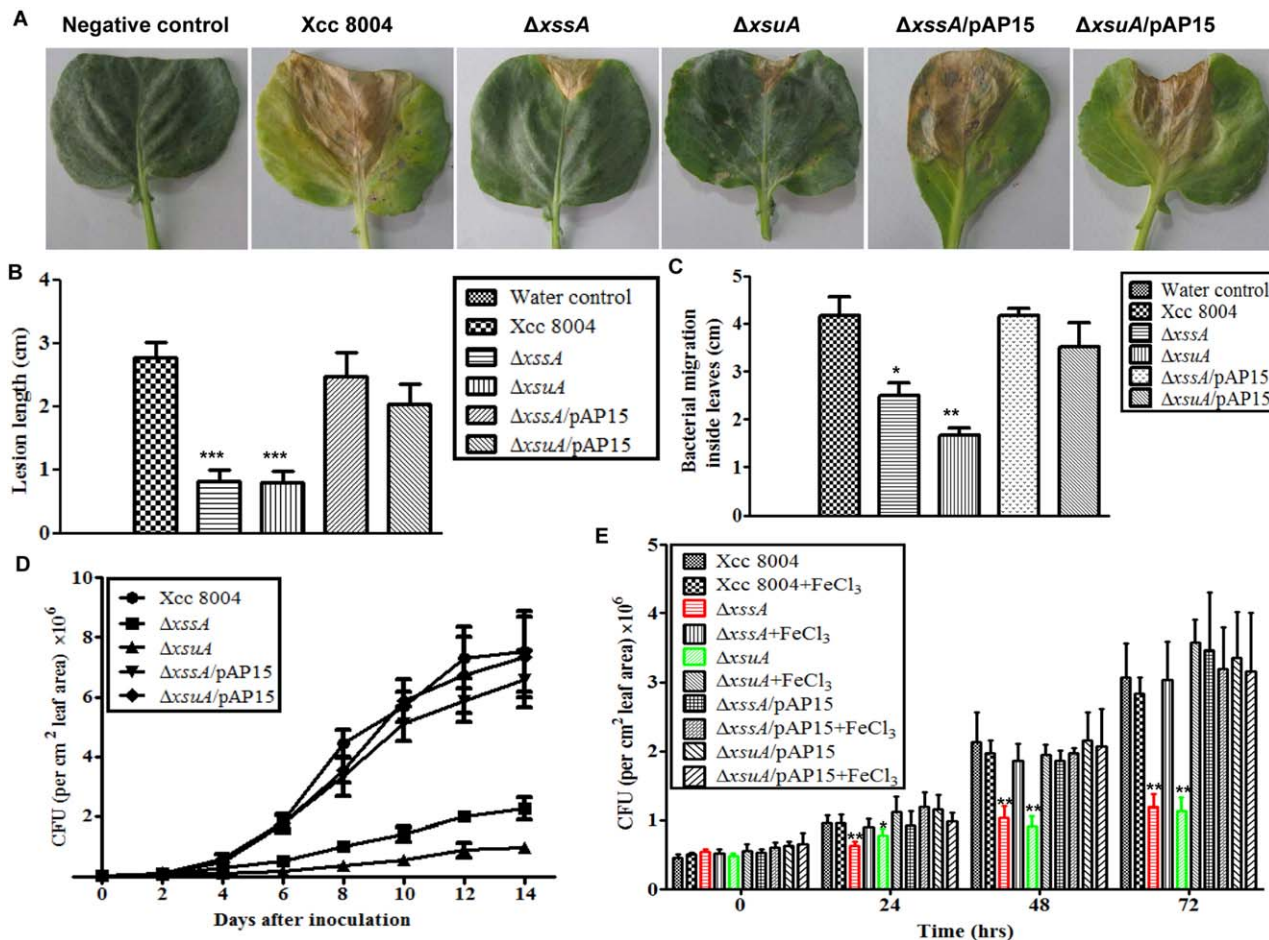 A
Negative control Xcc 8004 ΔxssA ΔxsuA ΔxssA/pAP15 ΔxsuA/pAP15
B
Lesion length (cm)
4
3
2
1
0
*** ***
Water control
Xcc 8004
ΔxssA
ΔxsuA
ΔxssA/pAP15
ΔxsuA/pAP15
C
Bacterial migration
inside leaves (cm)
5
4
3
2
1
0
* **
Water control
Xcc 8004
ΔxssA
ΔxsuA
ΔxssA/pAP15
ΔxsuA/pAP15
D
CFU (per cm² leaf area) ×10⁶
10
8
6
4
2
Xcc 8004
ΔxssA
ΔxsuA
ΔxssA/pAP15
ΔxsuA/pAP15
0 2 4 6 8 10 12 14
Days after inoculation
E
CFU (per cm² leaf area) ×10⁶
5
4
3
2
1
0
Xcc 8004
Xcc 8004+FeCl₃
ΔxssA
ΔxssA+FeCl₃
ΔxsuA
ΔxsuA+FeCl₃
ΔxssA/pAP15
ΔxssA/pAP15+FeCl₃
ΔxsuA/pAP15
ΔxsuA/pAP15+FeCl₃
** * ** ** ** **
0 24 48 72
Time (hrs)